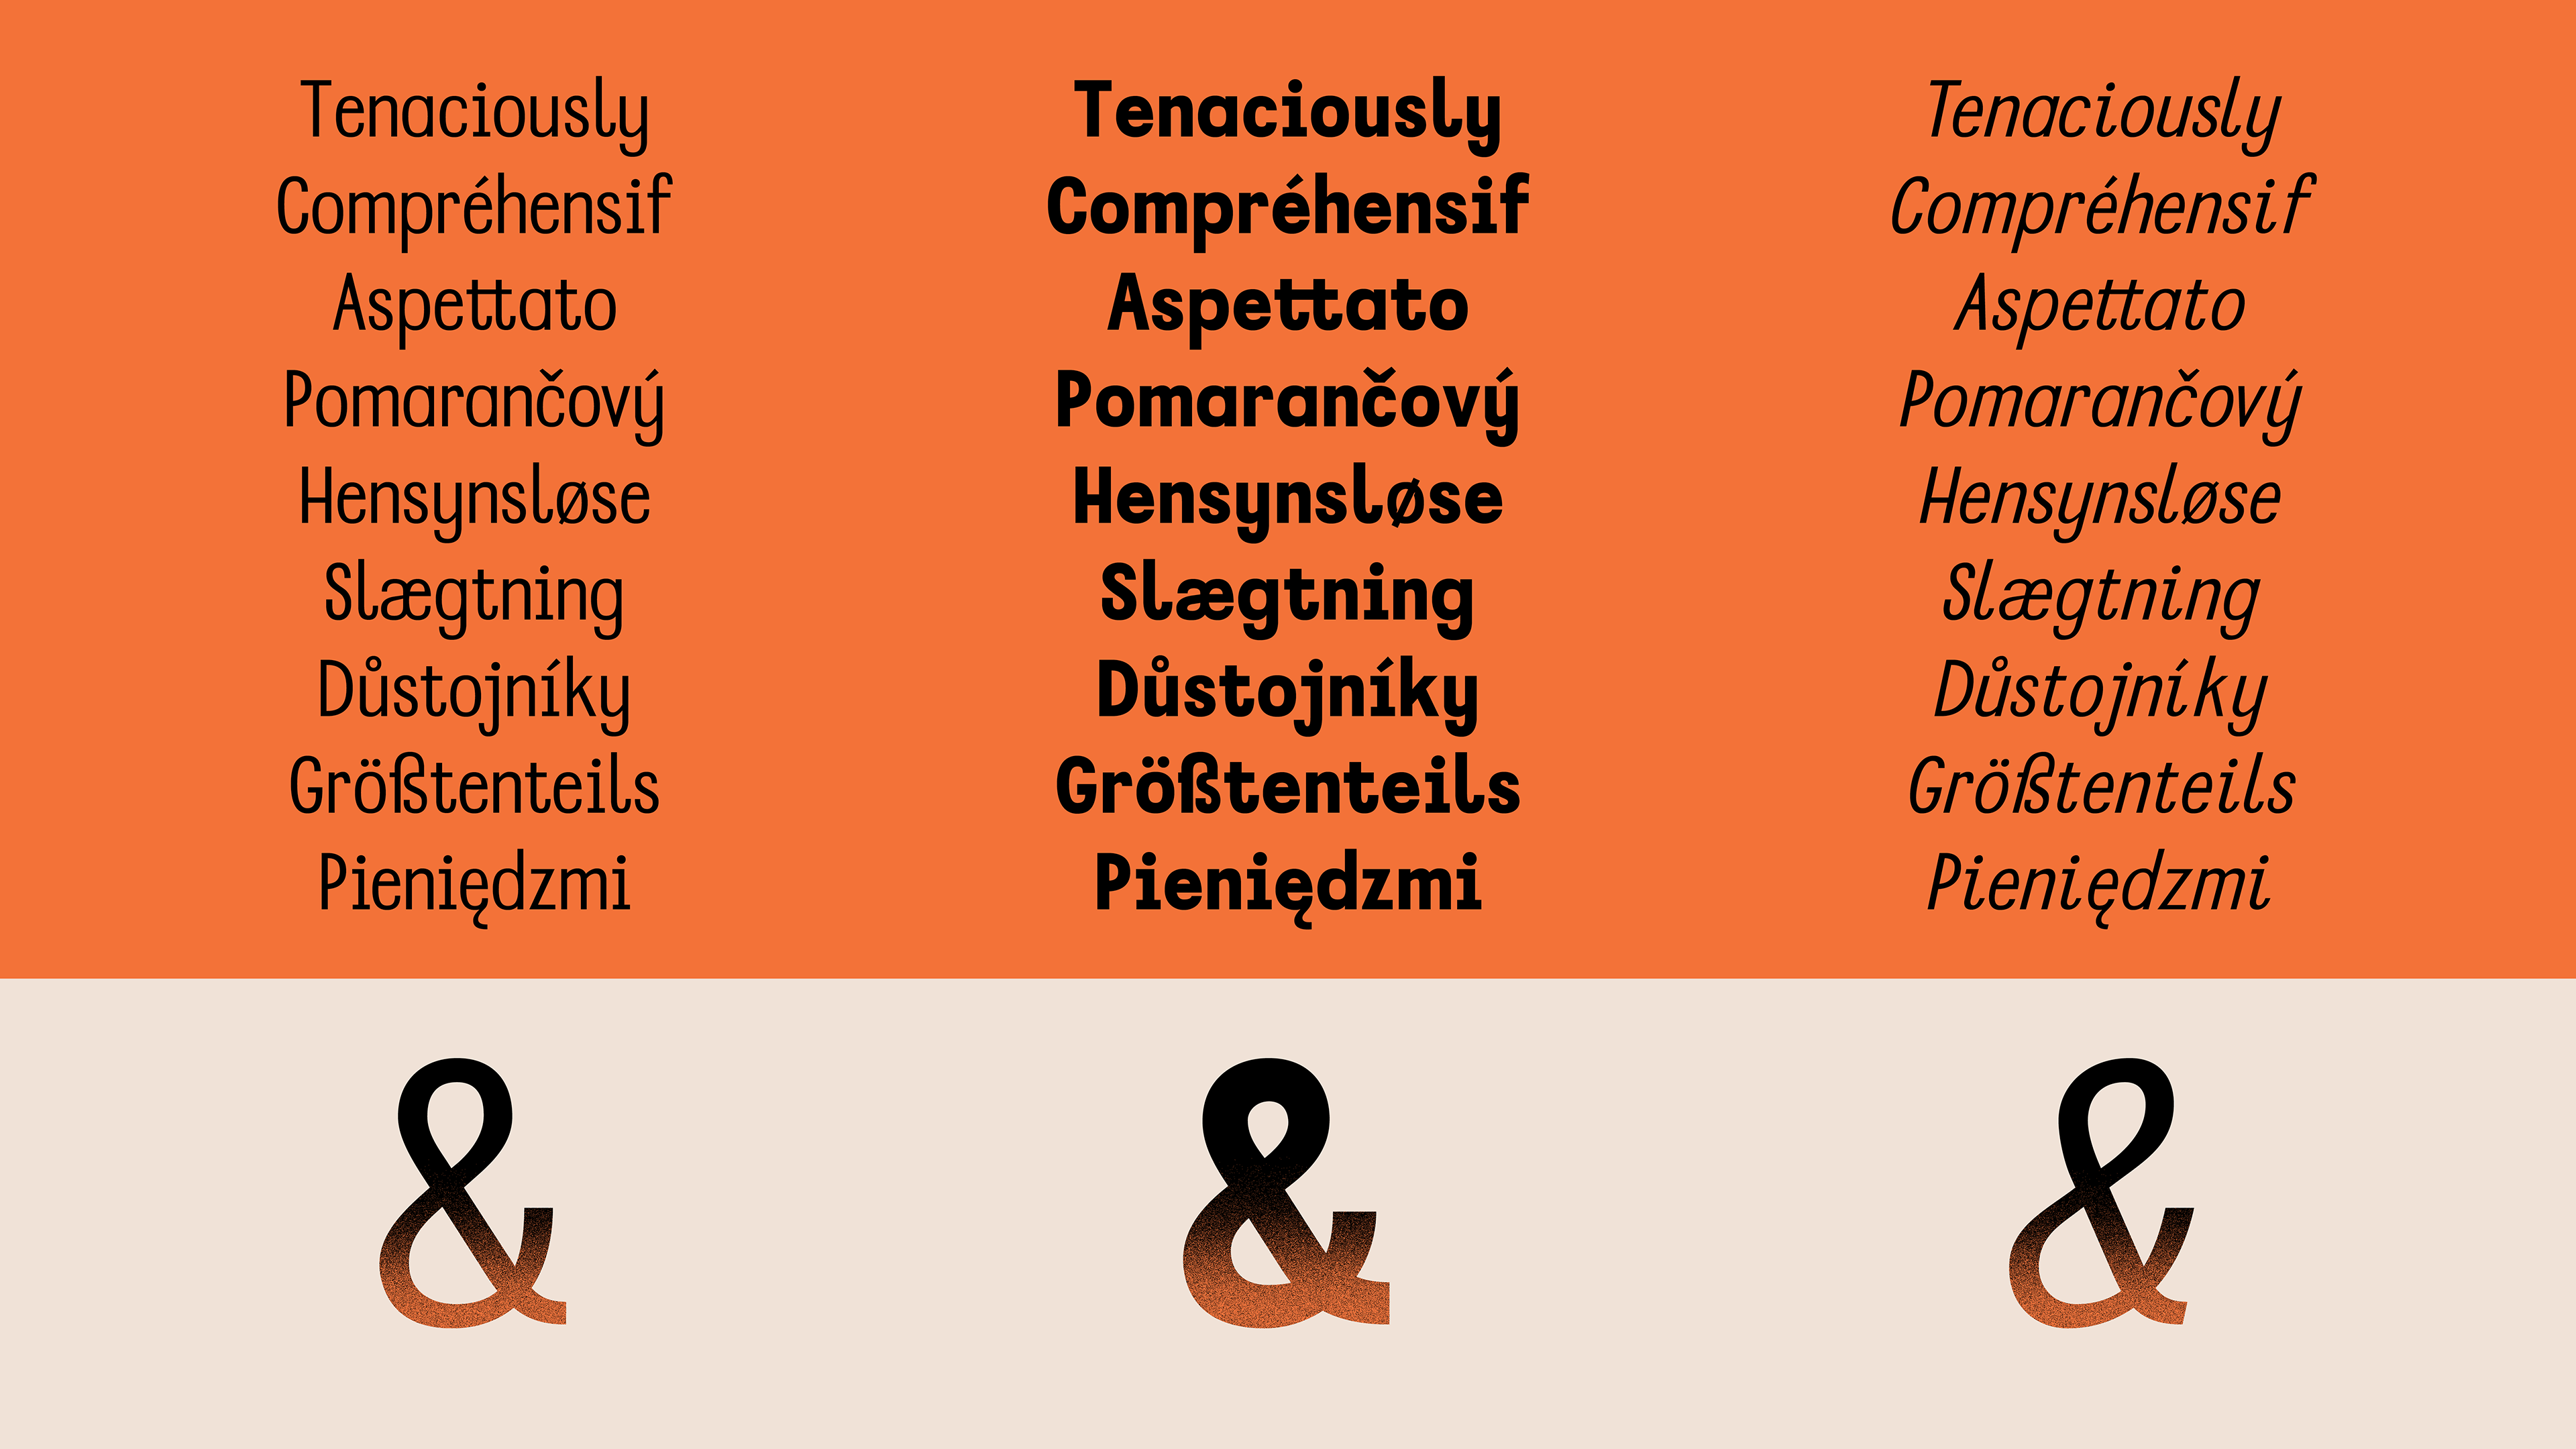 Tenaciously Tenaciously Tenaciously
Compréhensif Compréhensif Compréhensif
Aspettato Aspettato Aspettato
Pomarančový Pomarančový Pomarančový
Hensynsløse Hensynsløse Hensynsløse
Slægtning Slægtning Slægtning
Důstojníky Důstojníky Důstojníky
Größtenteils Größtenteils Größtenteils
Pieniędzmi Pieniędzmi Pieniędzmi
& & &